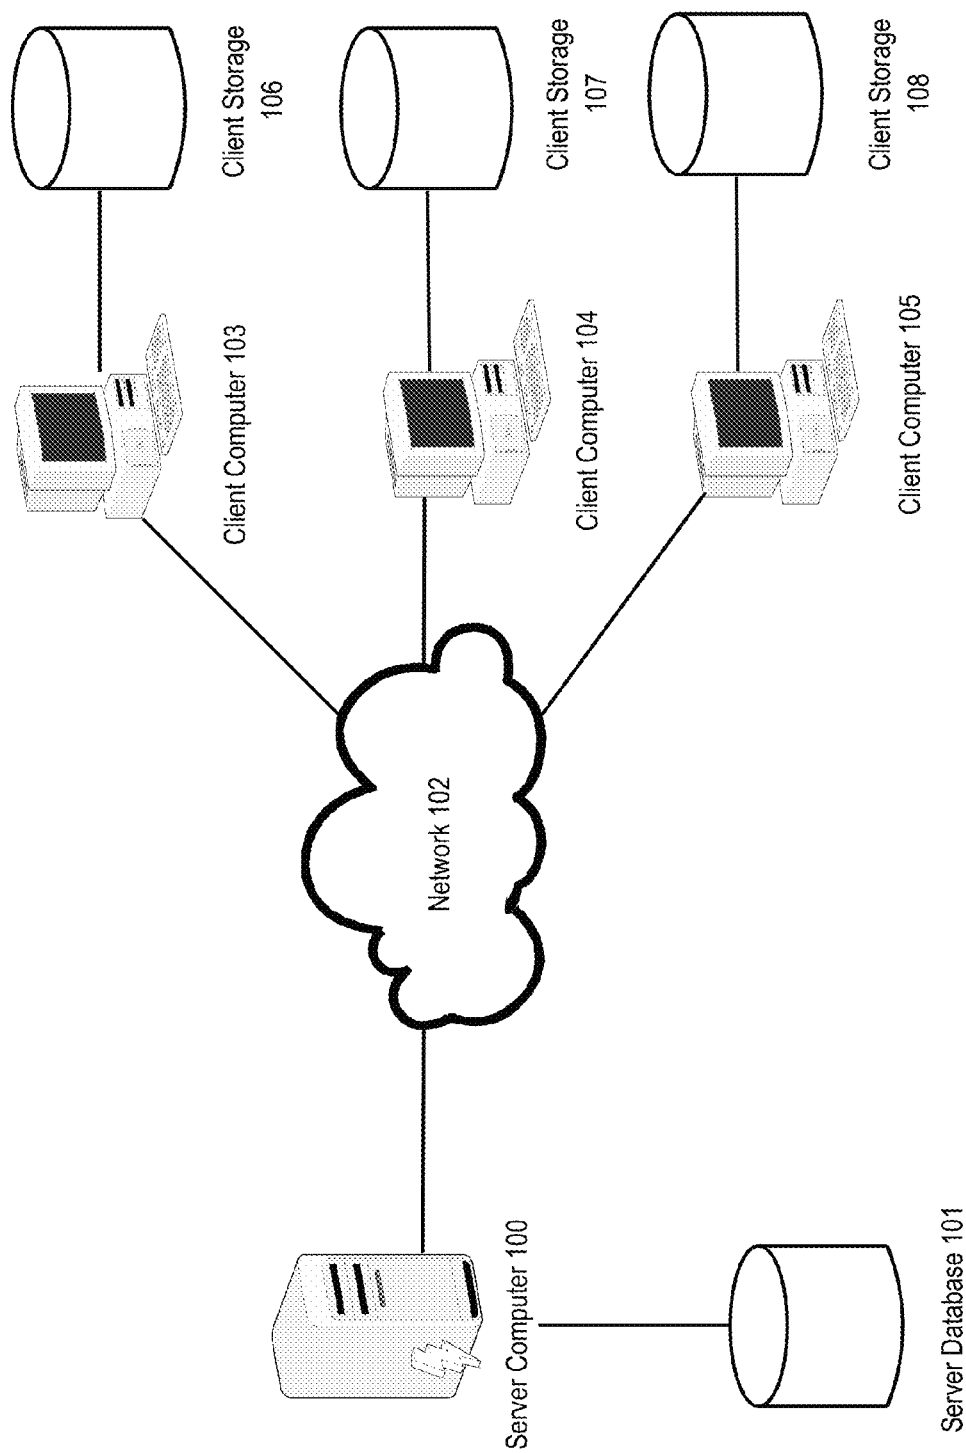 Server Computer 100
Server Database 101
Network 102
Client Computer 103
Client Storage
106
Client Computer 104
Client Storage
107
Client Computer 105
Client Storage
108